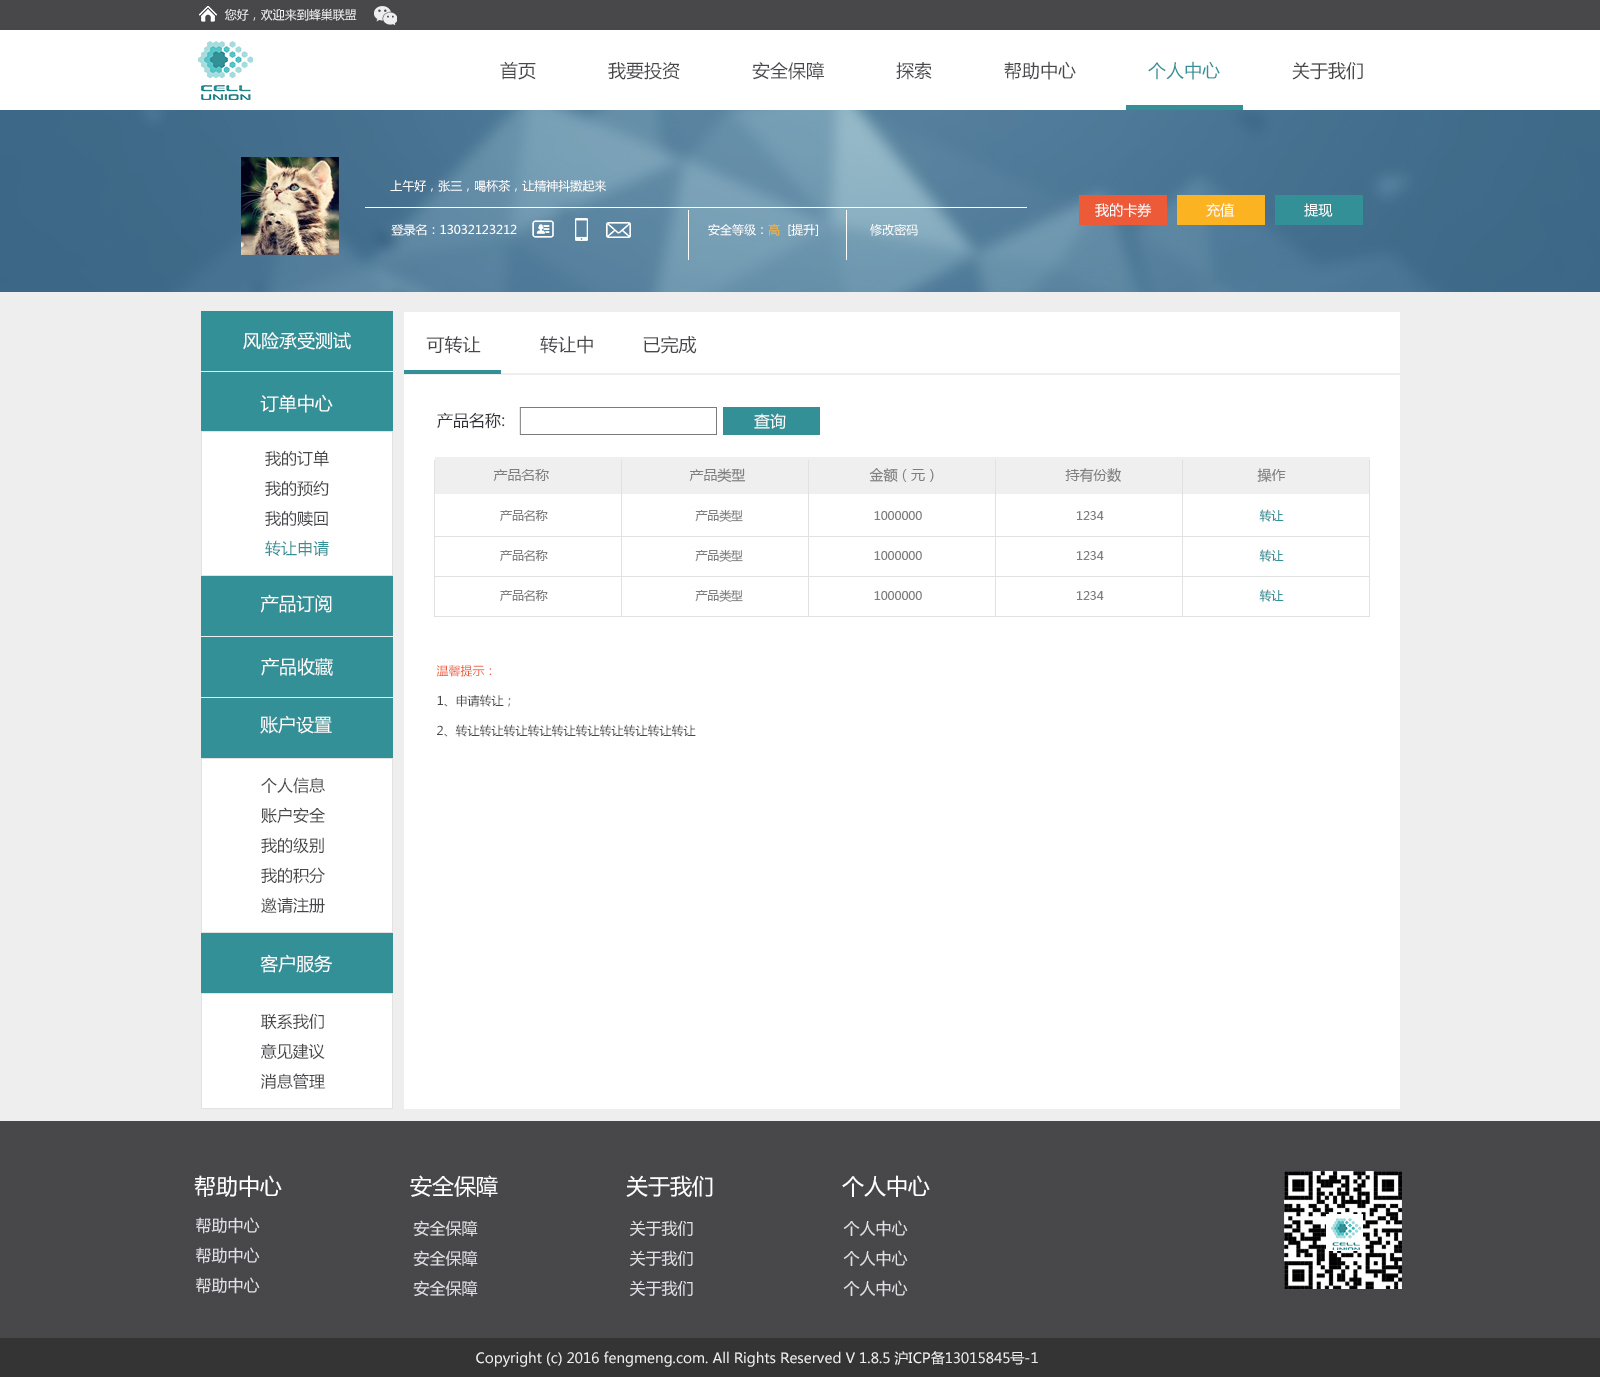 您好，欢迎来到蜂巢联盟
CELL
UNION
首页 我要投资 安全保障 探索 帮助中心 个人中心 关于我们
上午好，张三，喝杯茶，让精神抖擞起来
登录名：13032123212 安全等级：高 [提升] 修改密码
我的卡券 充值 提现
风险承受测试
订单中心
我的订单
我的预约
我的赎回
转让申请
产品订阅
产品收藏
账户设置
个人信息
账户安全
我的级别
我的积分
邀请注册
客户服务
联系我们
意见建议
消息管理
可转让 转让中 已完成
产品名称: 查询
产品名称 产品类型 金额（元） 持有份数 操作
产品名称 产品类型 1000000 1234 转让
产品名称 产品类型 1000000 1234 转让
产品名称 产品类型 1000000 1234 转让
温馨提示：
1、申请转让；
2、转让转让转让转让转让转让转让转让转让转让
帮助中心 安全保障 关于我们 个人中心
帮助中心 安全保障 关于我们 个人中心
帮助中心 安全保障 关于我们 个人中心
帮助中心 安全保障 关于我们 个人中心
CELL
UNION
Copyright (c) 2016 fengmeng.com. All Rights Reserved V 1.8.5 沪ICP备13015845号-1